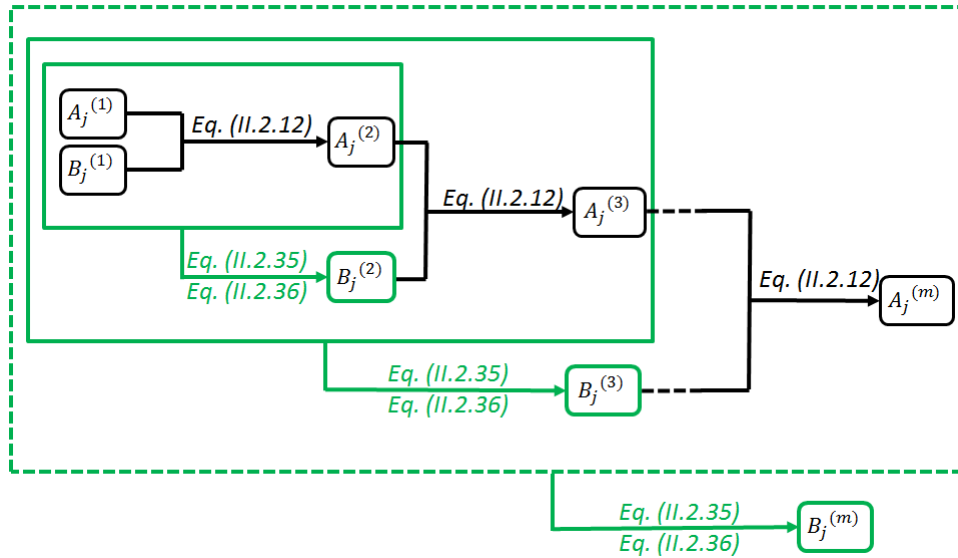 A_j^(1)
Eq. (II.2.12)
A_j^(2)
B_j^(1)
Eq. (II.2.12)
A_j^(3)
Eq. (II.2.35)
B_j^(2)
Eq. (II.2.36)
Eq. (II.2.12)
A_j^(m)
Eq. (II.2.35)
B_j^(3)
Eq. (II.2.36)
Eq. (II.2.35)
B_j^(m)
Eq. (II.2.36)